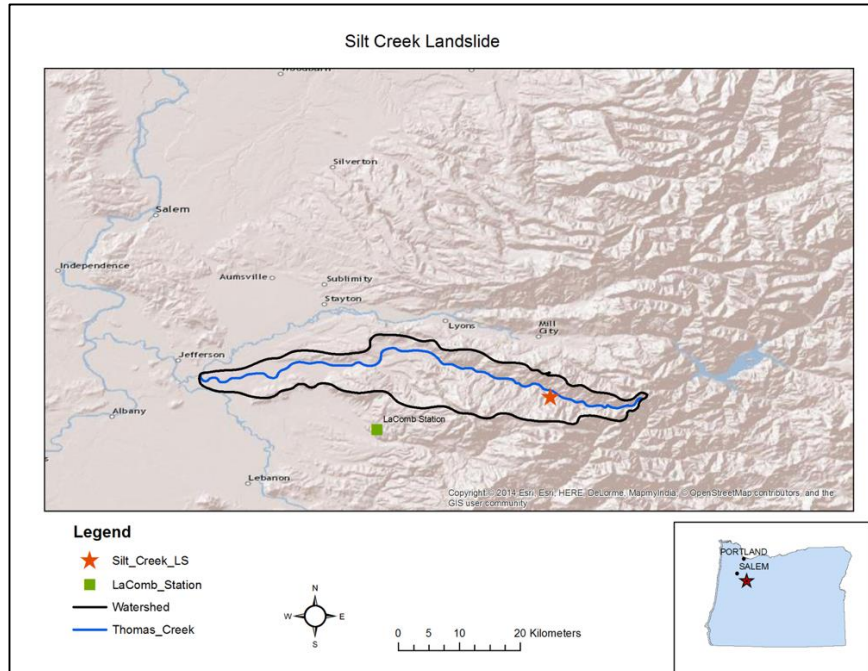 Silt Creek Landslide
Silverton
Salem
Independence
Aumsville
Sublimity
Stayton
Lyons
Mill
City
Jefferson
Albany
LaComb Station
Lebanon
Copyright © 2014 Esri, Esri, HERE, DeLorme, MapmyIndia, © OpenStreetMap contributors, and the
GIS user community
Legend
Silt_Creek_LS
LaComb_Station
Watershed
Thomas_Creek
N
W
E
S
0 5 10 20 Kilometers
PORTLAND
SALEM